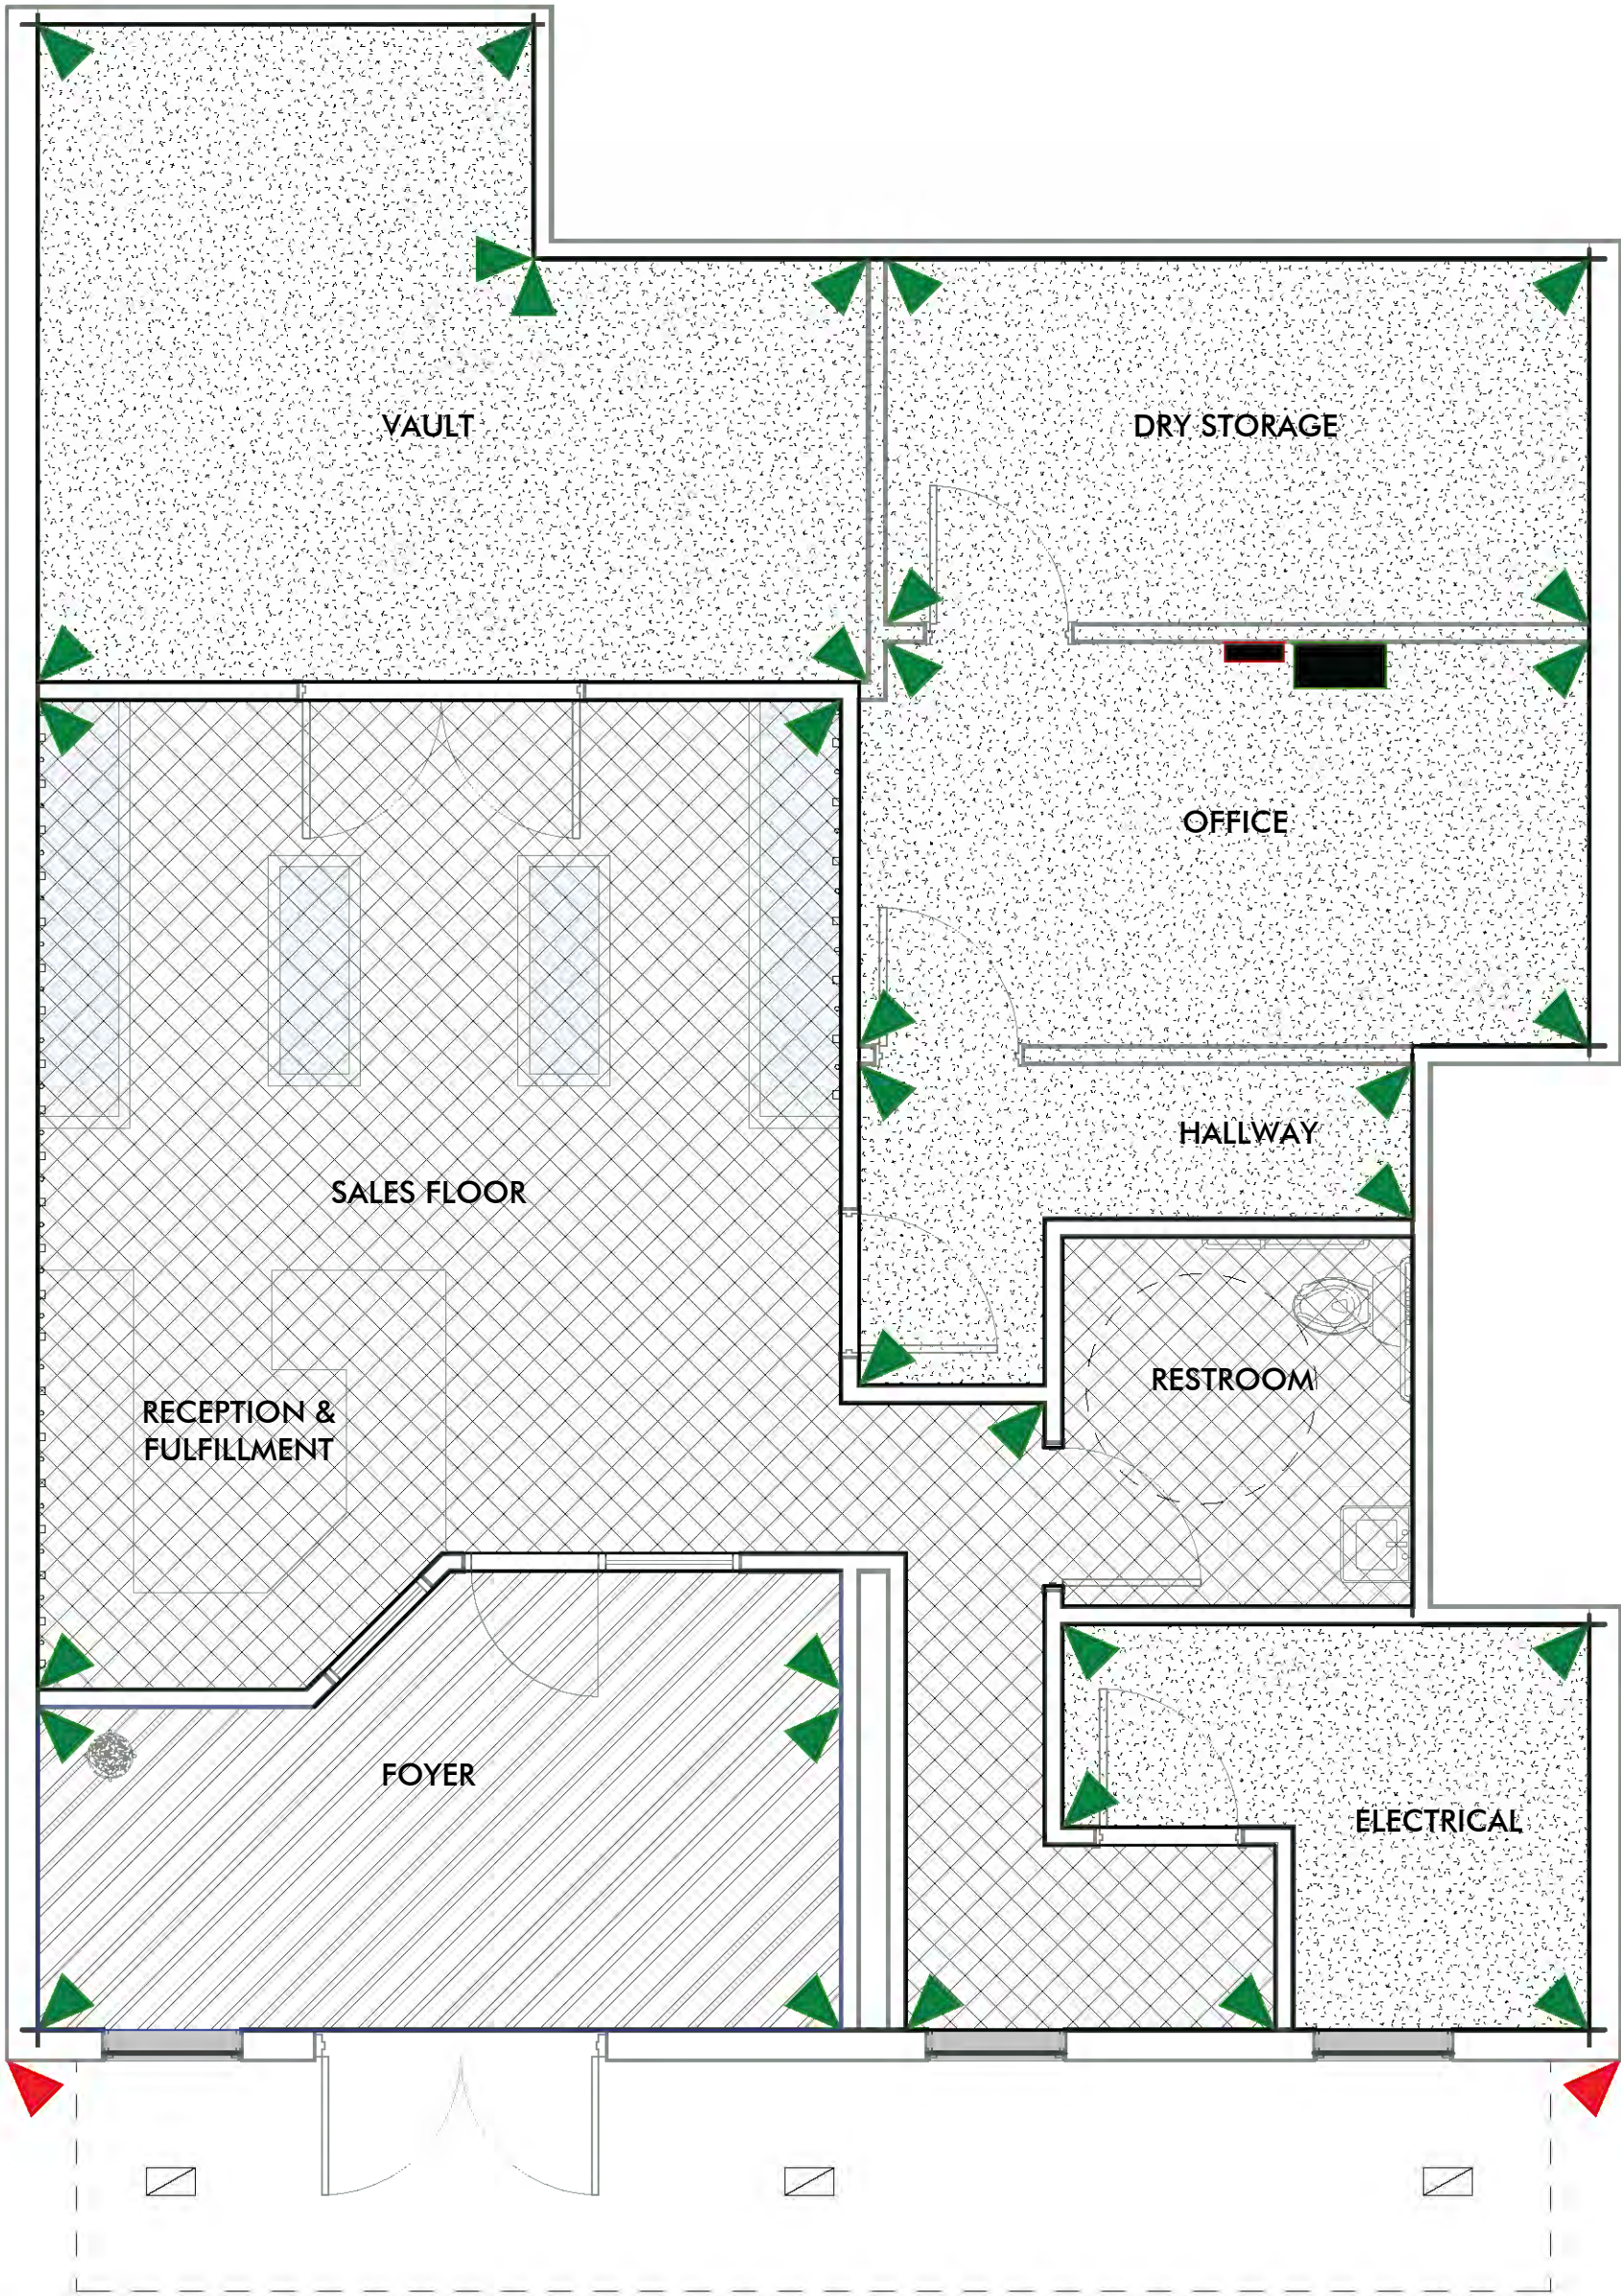 VAULT
DRY STORAGE
OFFICE
HALLWAY
SALES FLOOR
RESTROOM
RECEPTION &
FULFILLMENT
FOYER
ELECTRICAL